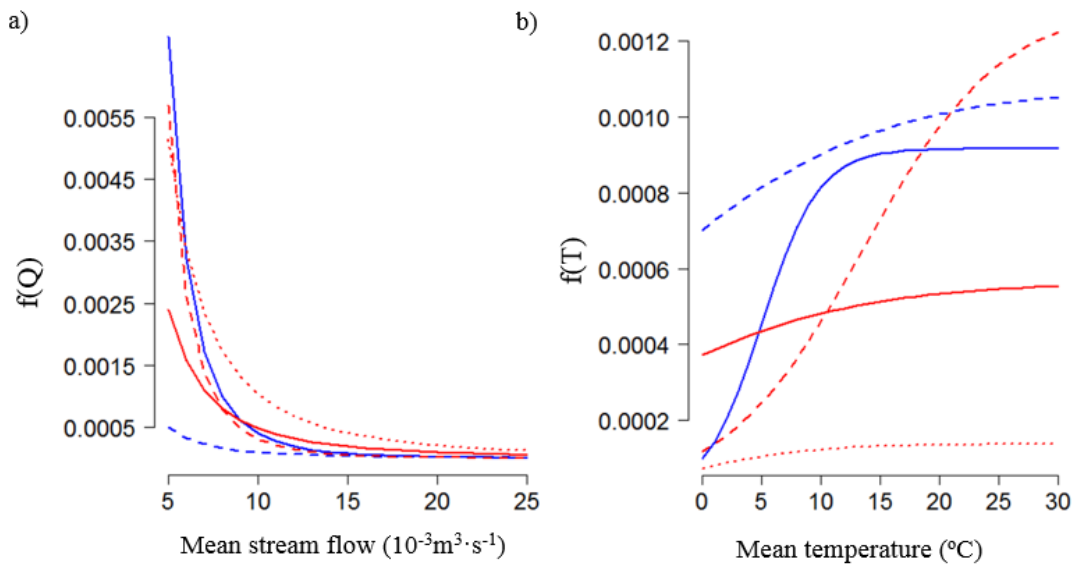 a)
f(Q)
0.0055
0.0045
0.0035
0.0025
0.0015
0.0005
5 10 15 20 25
Mean stream flow (10⁻³m³·s⁻¹)
b)
f(T)
0.0012
0.0010
0.0008
0.0006
0.0004
0.0002
0 5 10 15 20 25 30
Mean temperature (ºC)